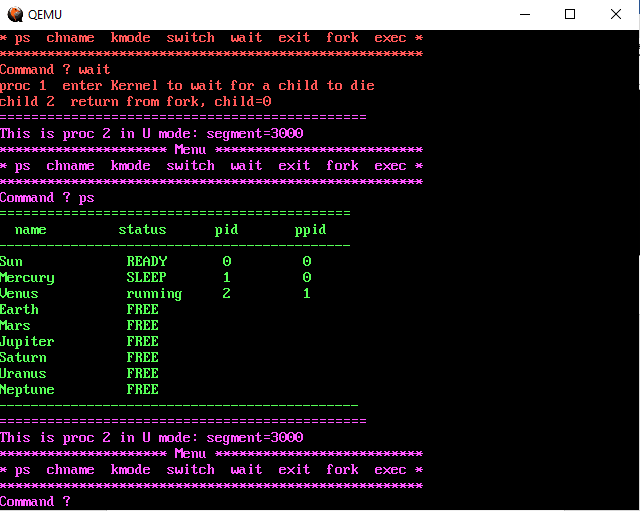 QEMU
* ps  chname  kmode  switch  wait  exit  fork  exec *
*****************************************************
Command ? wait
proc 1  enter Kernel to wait for a child to die
child 2  return from fork, child=0
==============================================
This is proc 2 in U mode: segment=3000
********************* Menu **************************
* ps  chname  kmode  switch  wait  exit  fork  exec *
*****************************************************
Command ? ps
============================================
  name         status      pid       ppid
--------------------------------------------
Sun             READY       0         0
Mercury         SLEEP       1         0
Venus           running     2         1
Earth           FREE
Mars            FREE
Jupiter         FREE
Saturn          FREE
Uranus          FREE
Neptune         FREE
---------------------------------------------
==============================================
This is proc 2 in U mode: segment=3000
********************* Menu **************************
* ps  chname  kmode  switch  wait  exit  fork  exec *
*****************************************************
Command ?